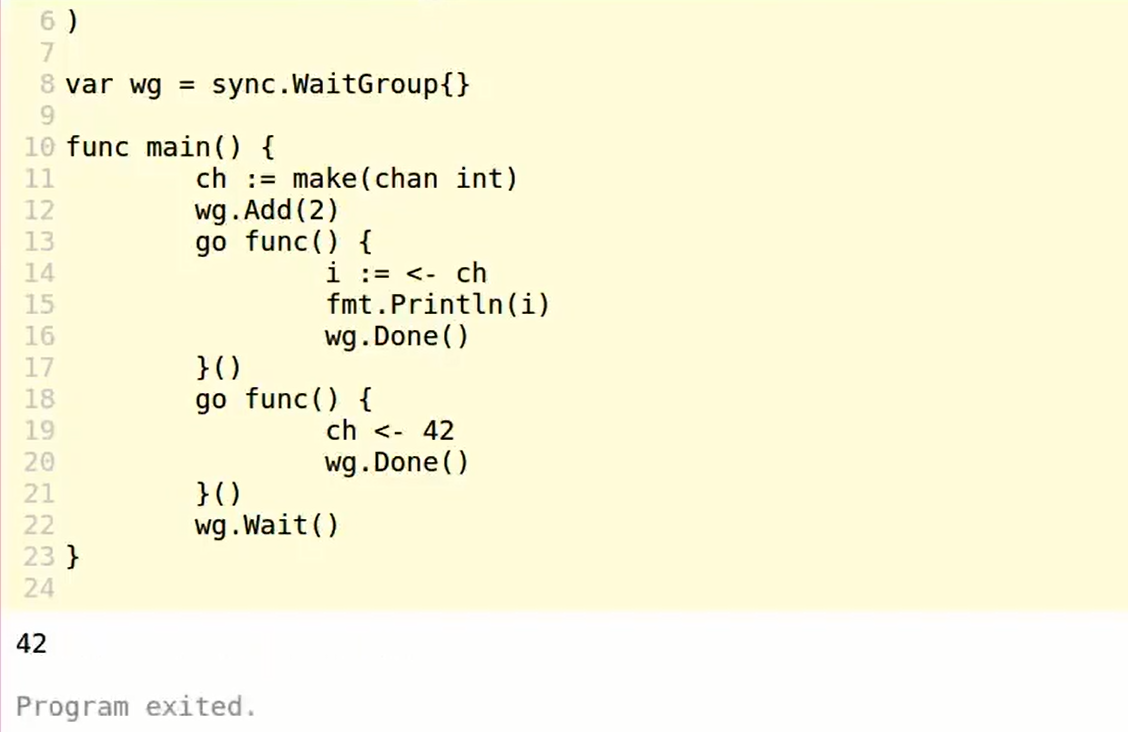 6 )
7
8 var wg = sync.WaitGroup{}
9
10 func main() {
11 ch := make(chan int)
12 wg.Add(2)
13 go func() {
14 i := <- ch
15 fmt.Println(i)
16 wg.Done()
17 }()
18 go func() {
19 ch <- 42
20 wg.Done()
21 }()
22 wg.Wait()
23 }
24
42
Program exited.